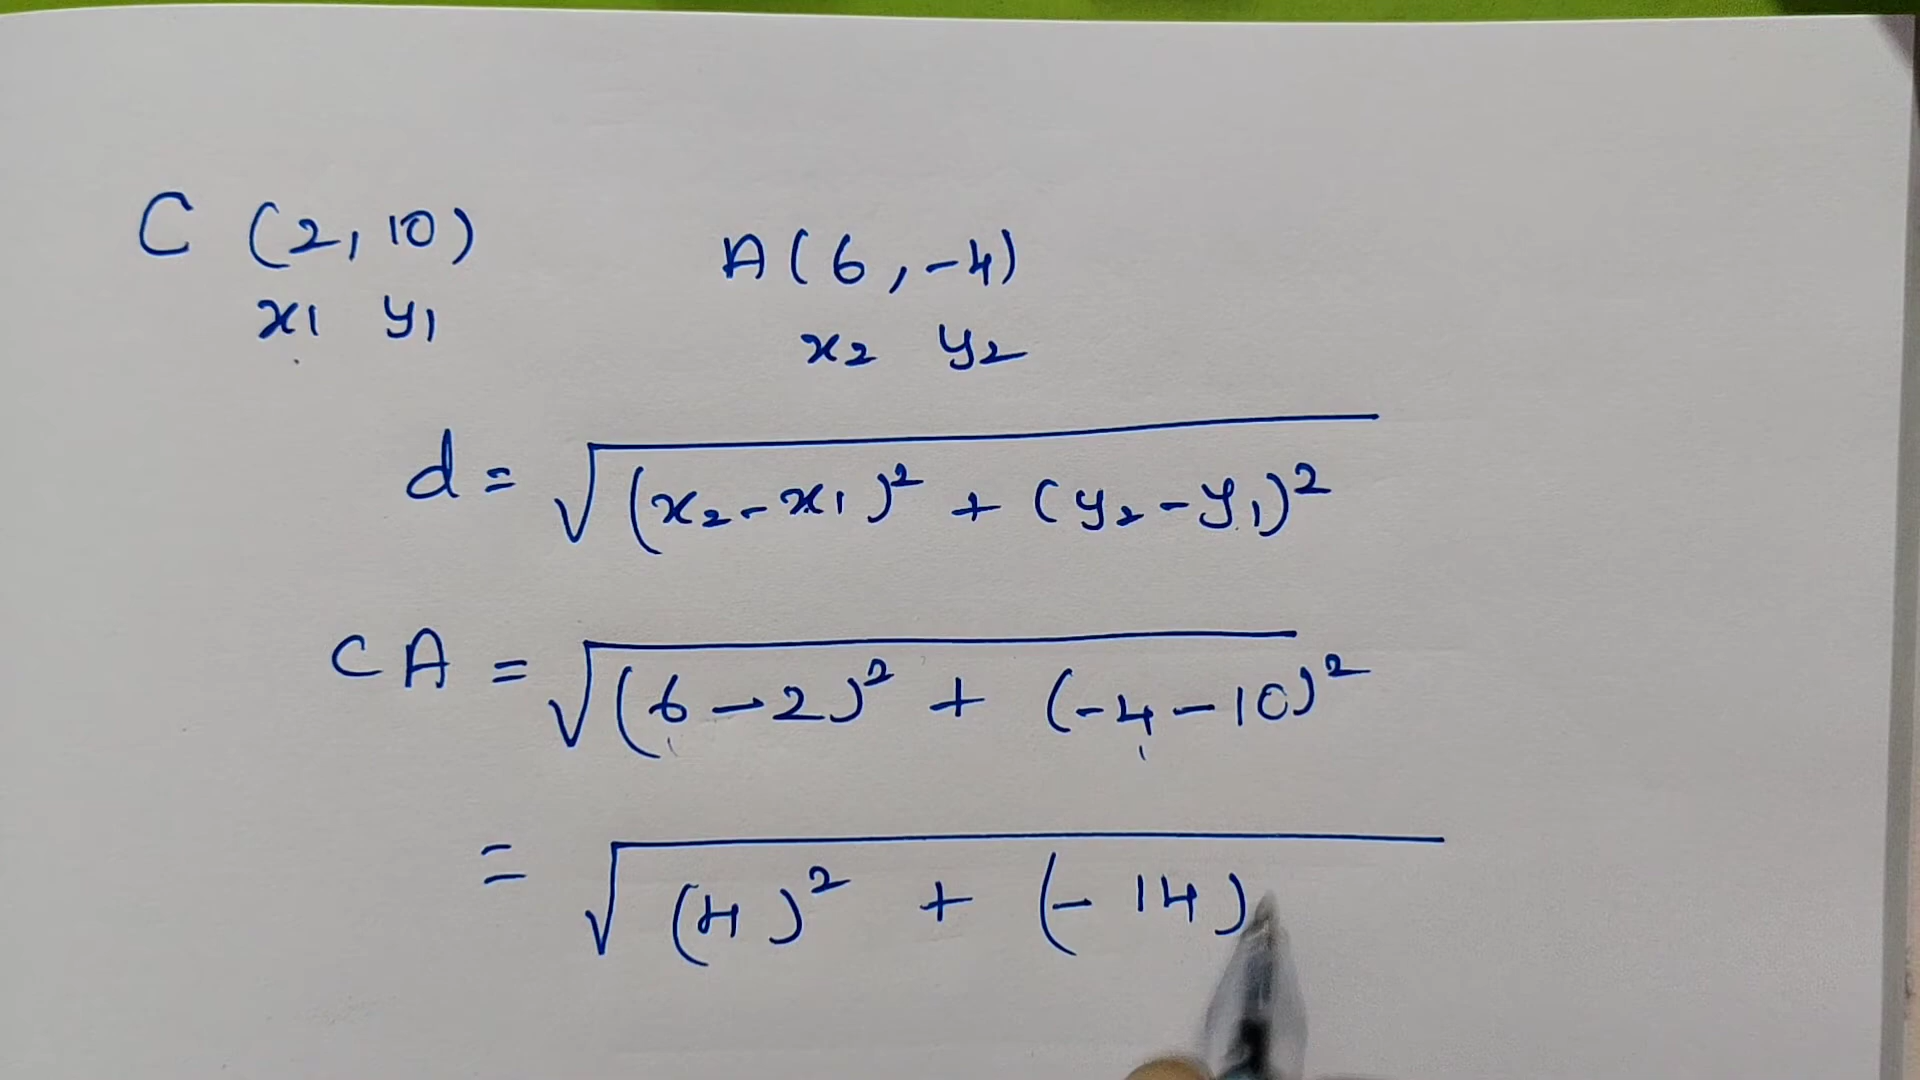 C (2, 10) A(6, -4)
x1 y1 x2 y2
d = √(x2-x1)² + (y2-y1)²
CA = √(6-2)² + (-4-10)²
= √(4)² + (-14)